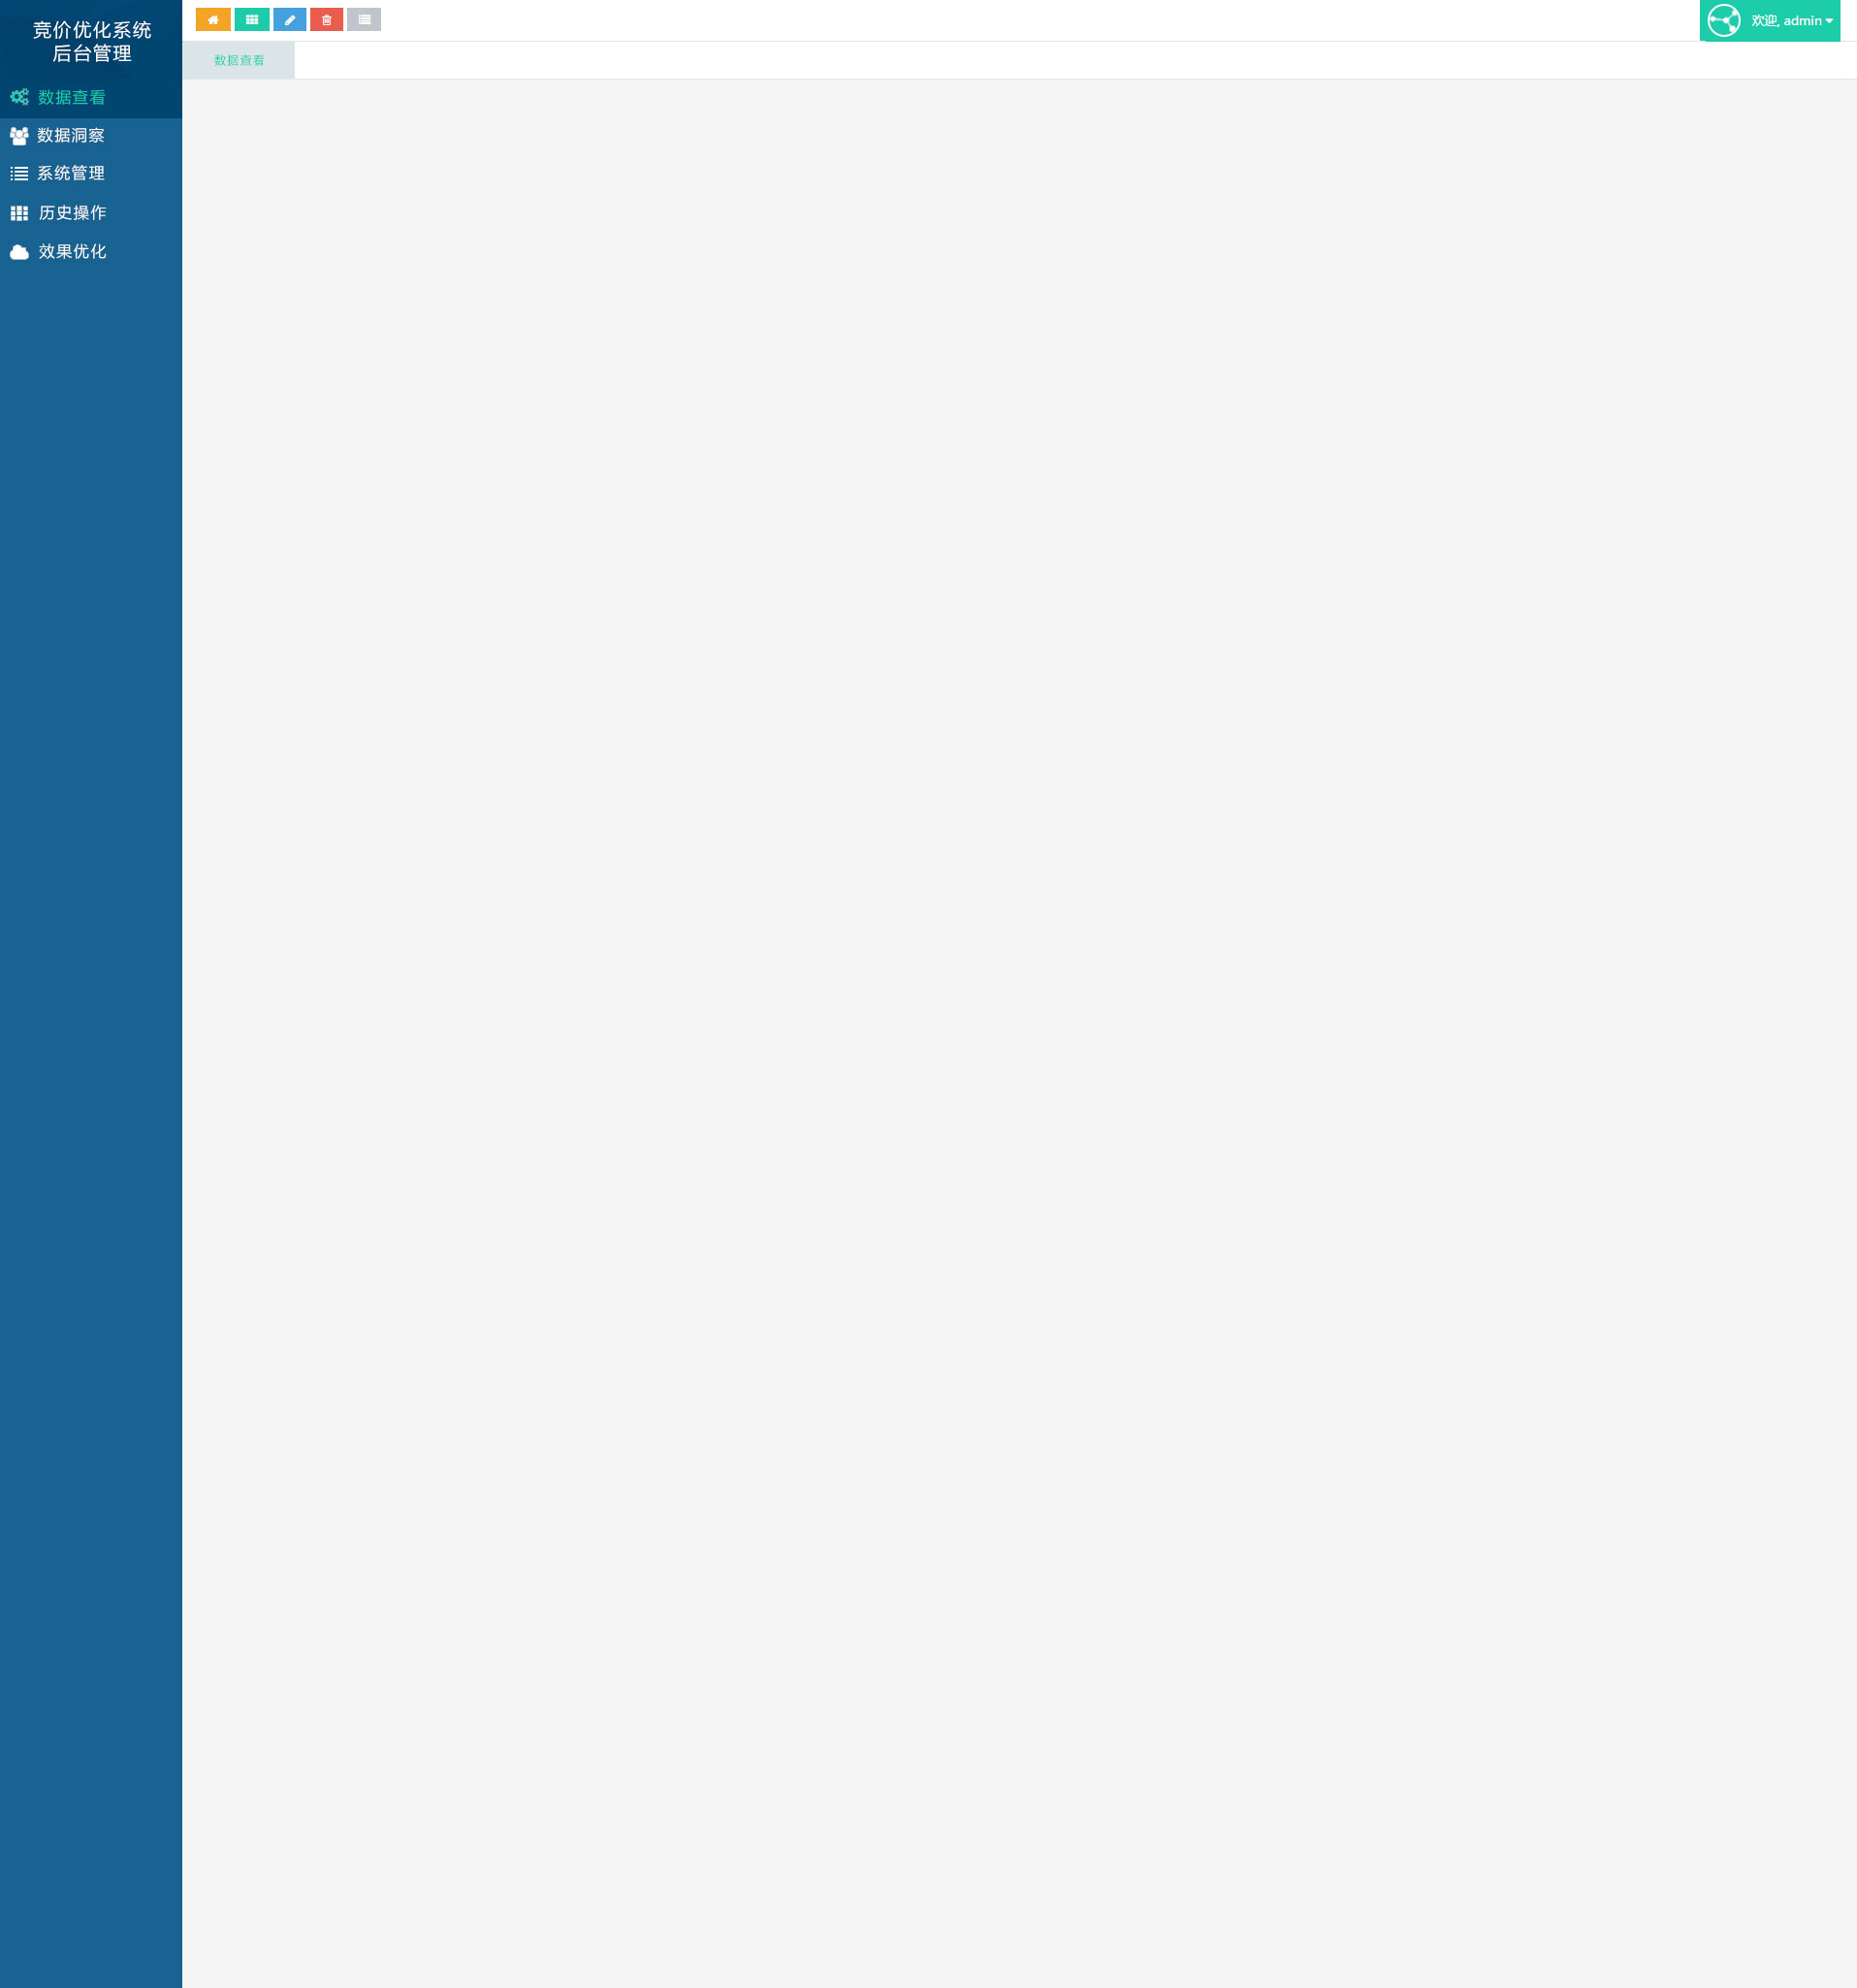 竞价优化系统
后台管理
数据查看
数据洞察
系统管理
历史操作
效果优化
欢迎, admin
数据查看